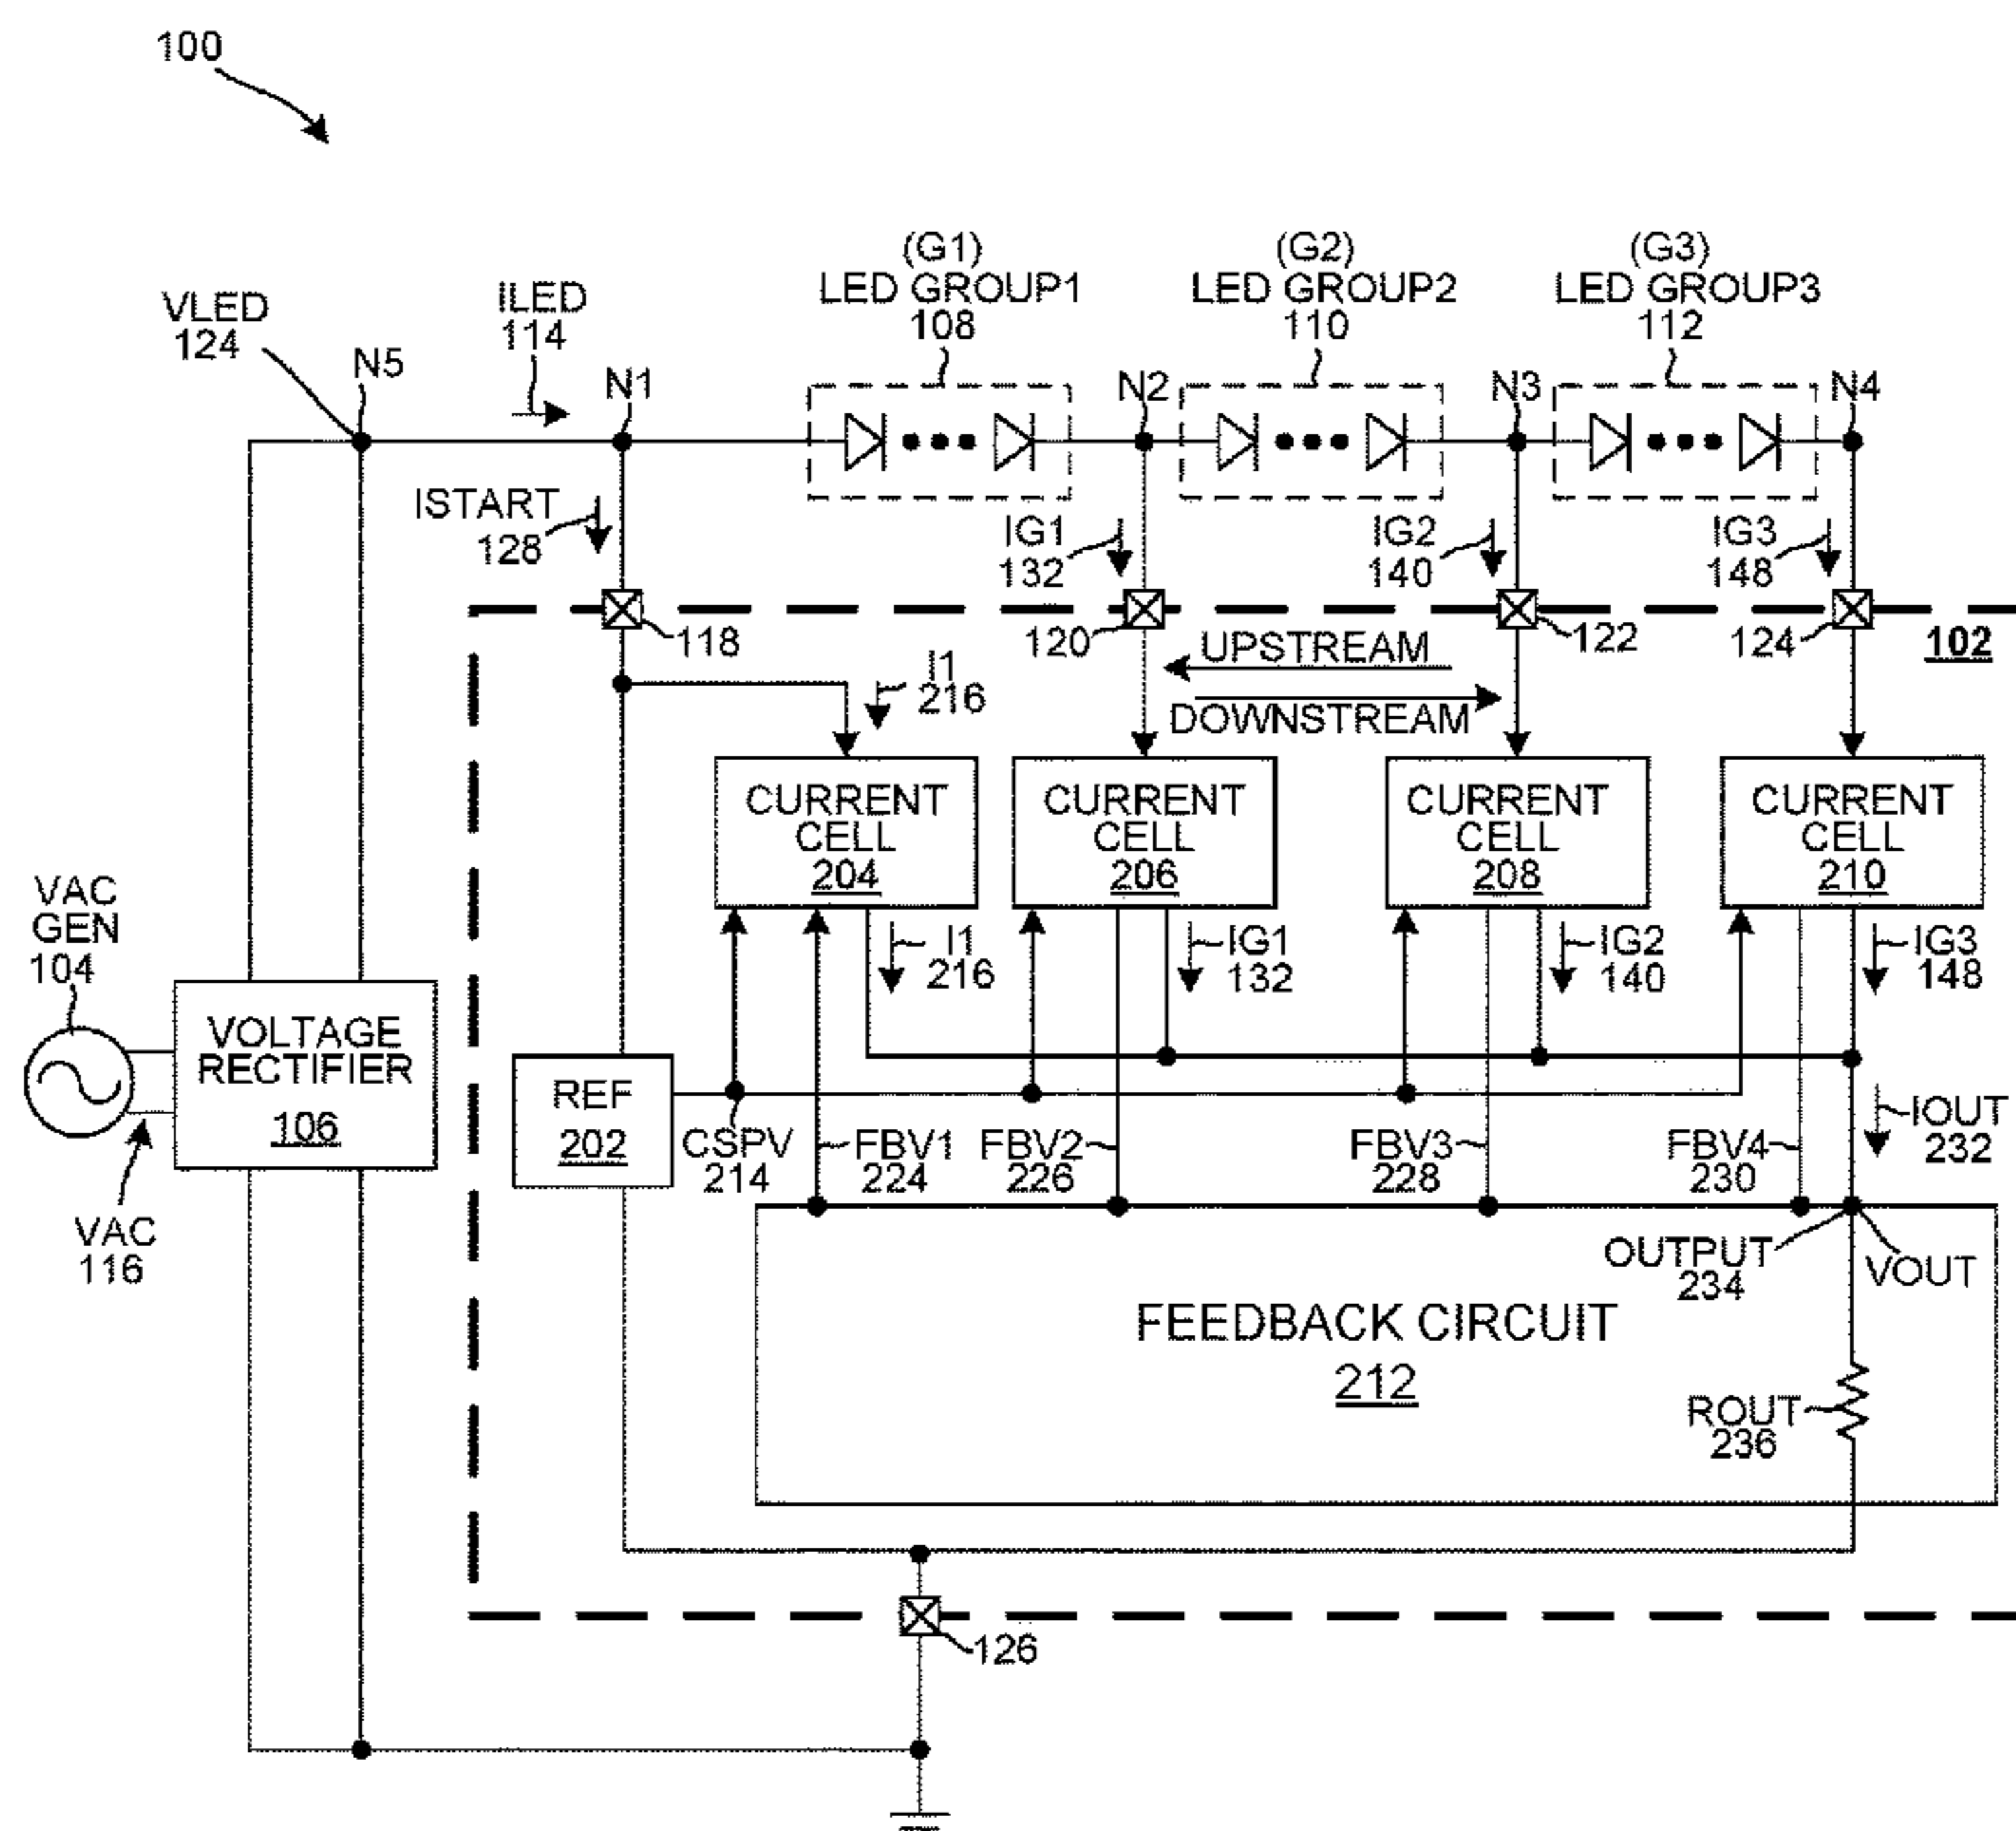 100
(G1)
LED GROUP1
108
(G2)
LED GROUP2
110
(G3)
LED GROUP3
112
VLED
124
N5
ILED
114
N1
N2
N3
N4
ISTART
128
IG1
132
IG2
140
IG3
148
118
120
122
124
102
UPSTREAM
DOWNSTREAM
I1
216
CURRENT
CELL
204
CURRENT
CELL
206
CURRENT
CELL
208
CURRENT
CELL
210
VAC
GEN
104
I1
216
IG1
132
IG2
140
IG3
148
VOLTAGE
RECTIFIER
106
REF
202
CSPV
214
FBV1
224
FBV2
226
FBV3
228
FBV4
230
IOUT
232
VAC
116
OUTPUT
234
VOUT
FEEDBACK CIRCUIT
212
ROUT
236
126